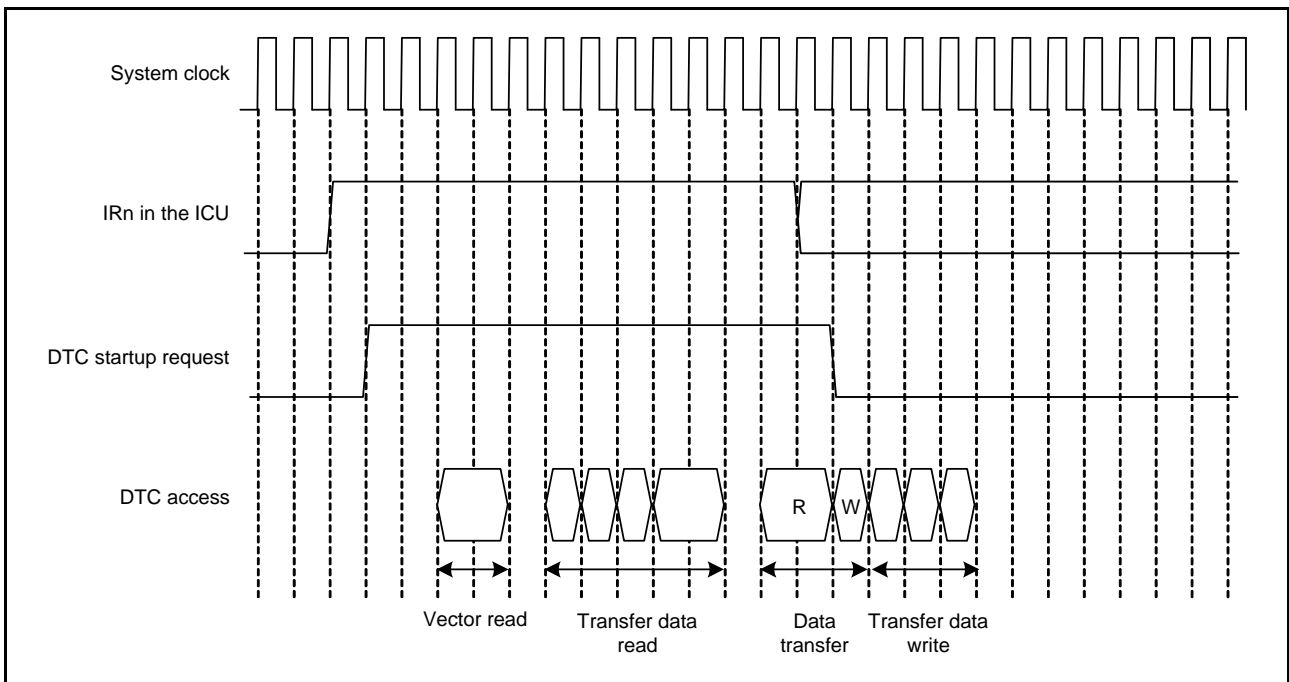 System clock
IRn in the ICU
DTC startup request
DTC access
R
W
Vector read
Transfer data
read
Data
transfer
Transfer data
write